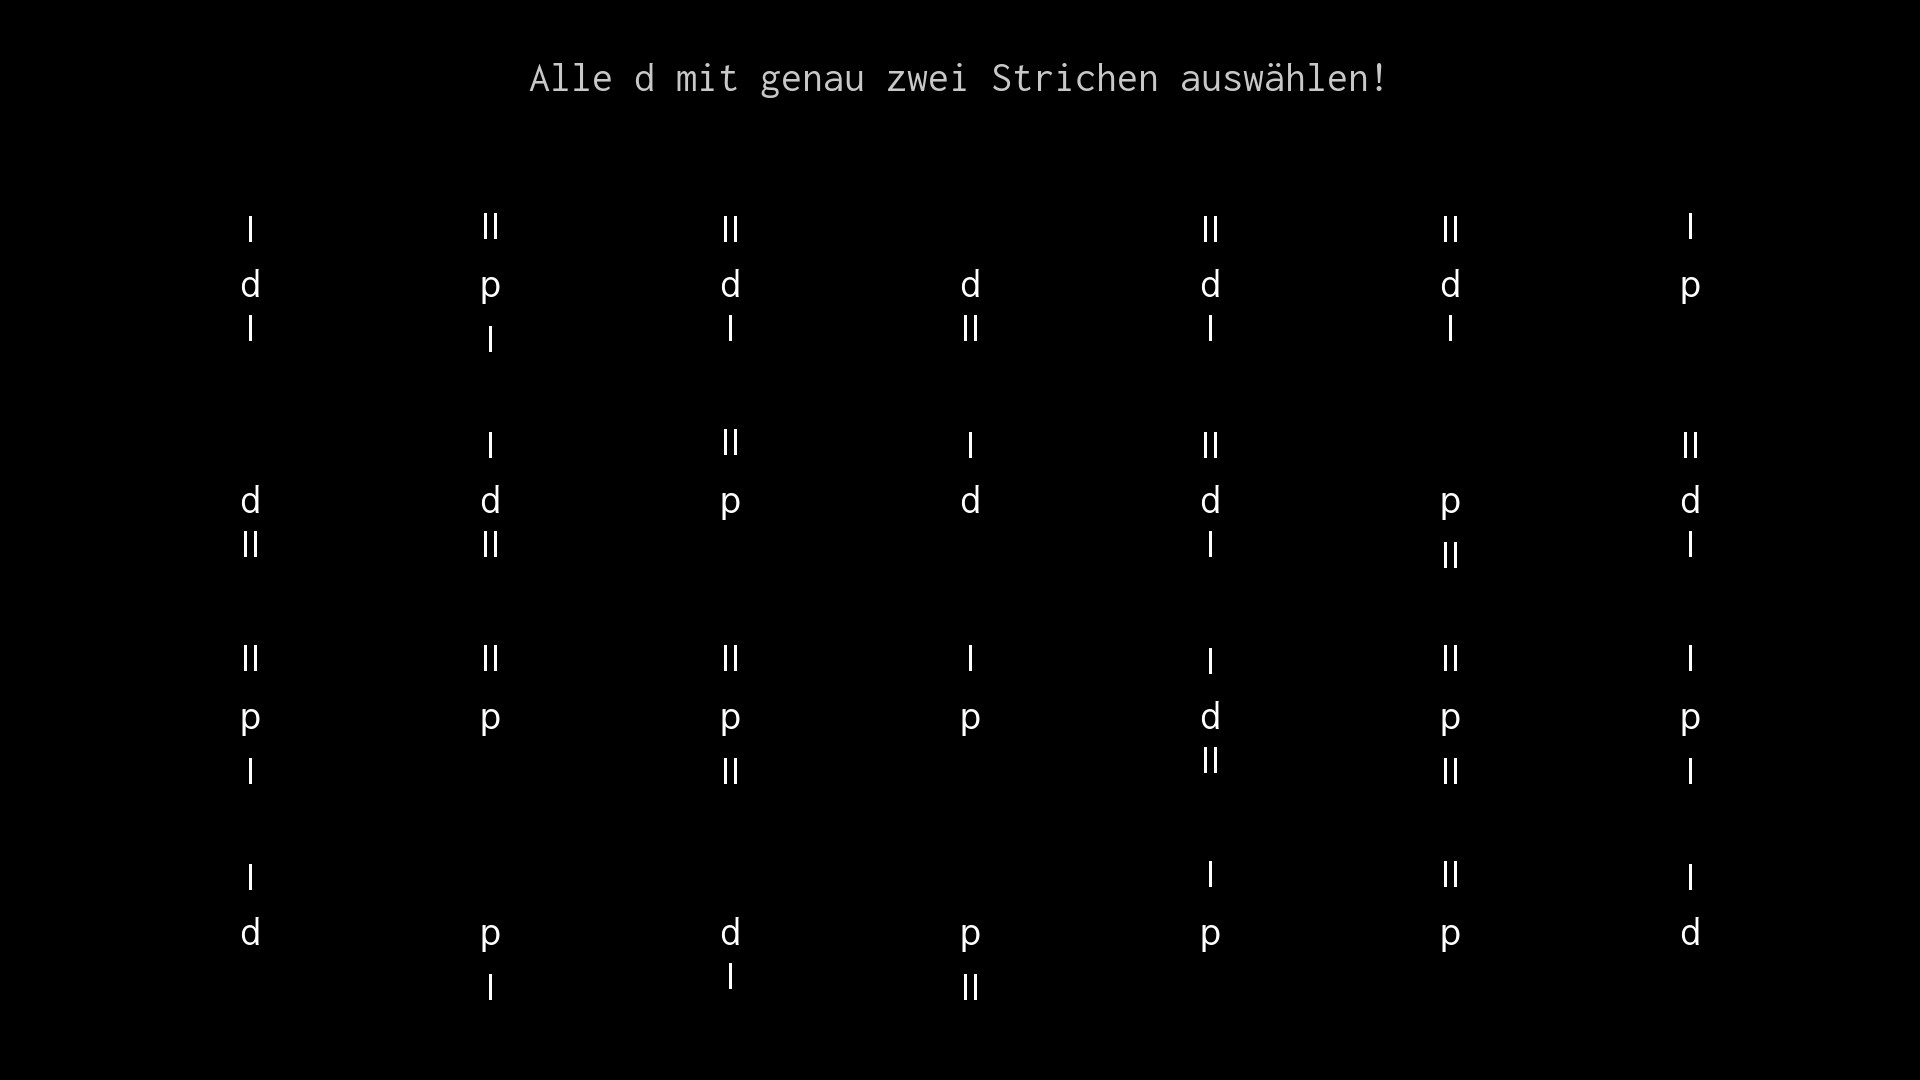 Alle d mit genau zwei Strichen auswählen!
| || || || || |
d p d d d d p
| | | || | |
| || | || ||
d d p d d p d
|| || | || |
|| || || | | || |
p p p p d p p
| || || || |
| | || |
d p d p p p d
| | ||